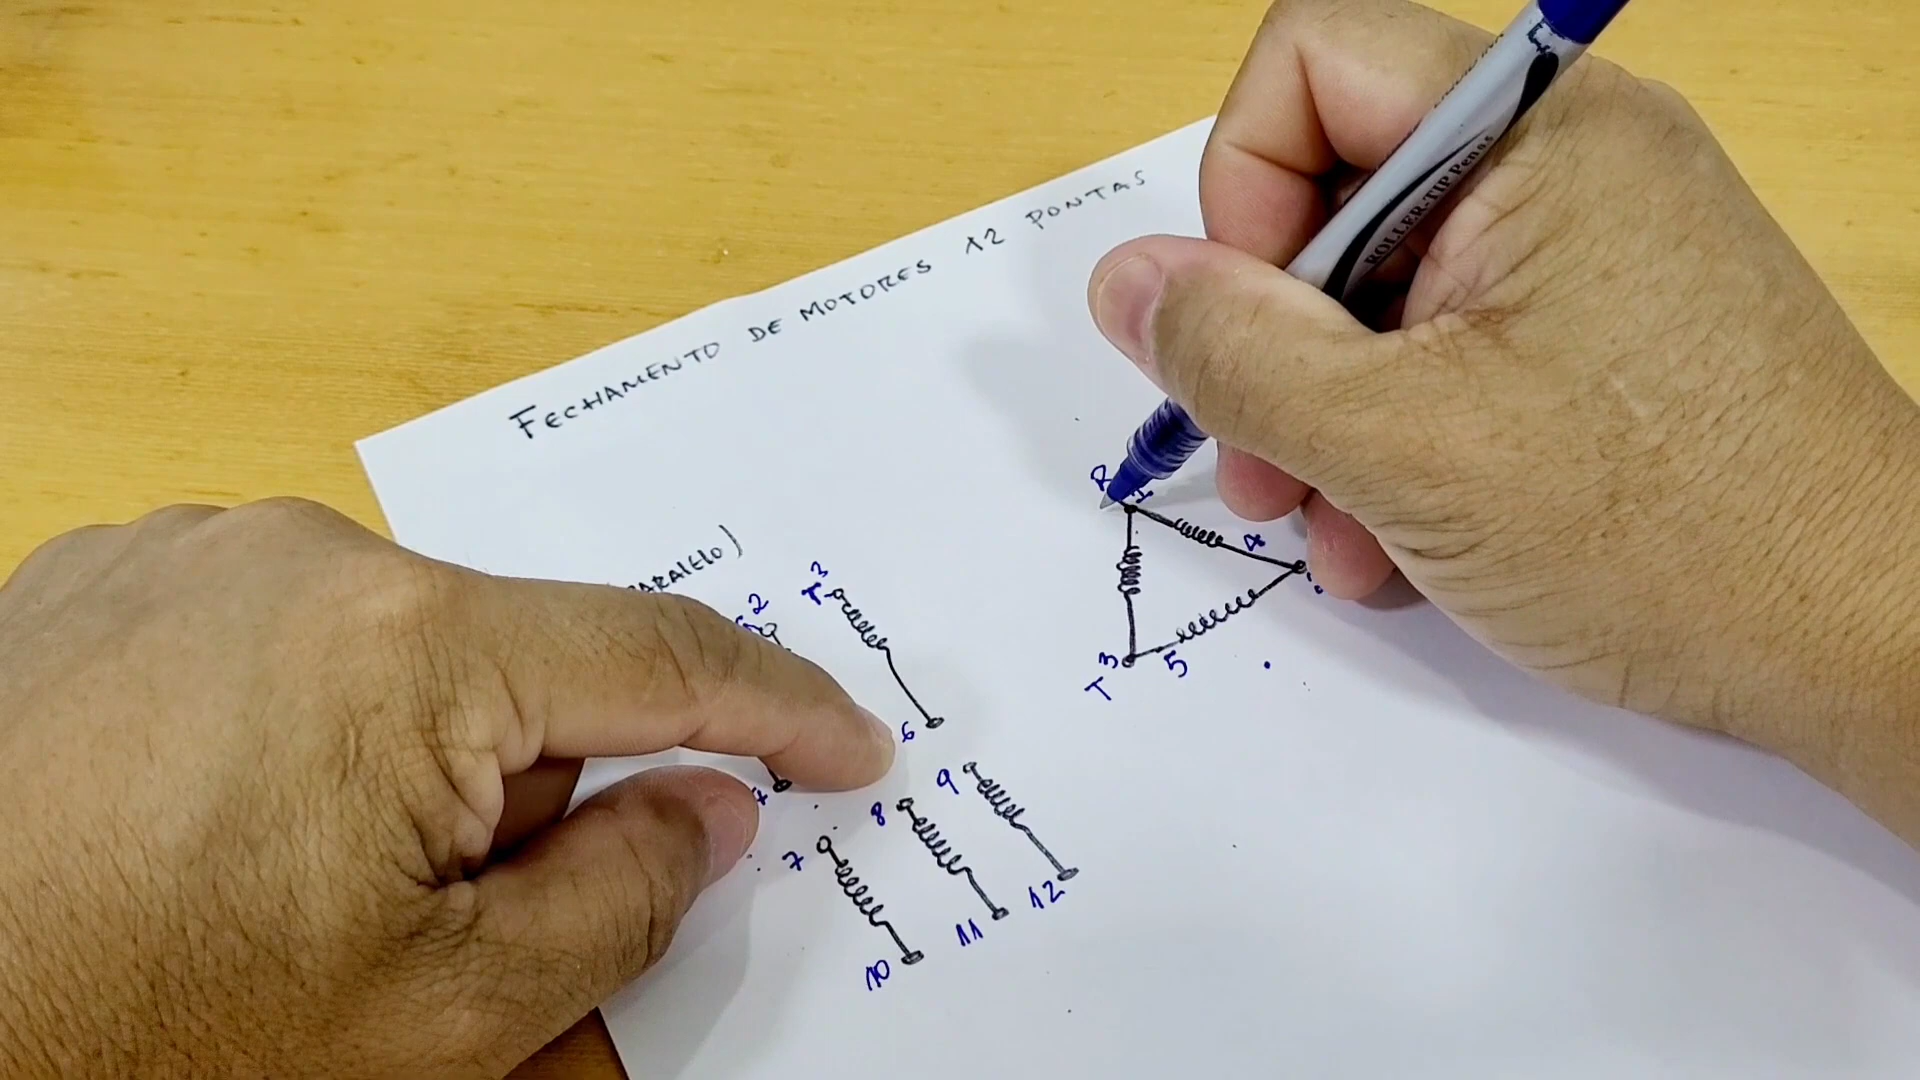 FECHAMENTO DE MOTORES 12 PONTAS
PARALELO)
2
T 3
6
7
8
9
10
11
12
R 1
4
T 3
5
ROLLER-TIP Pens